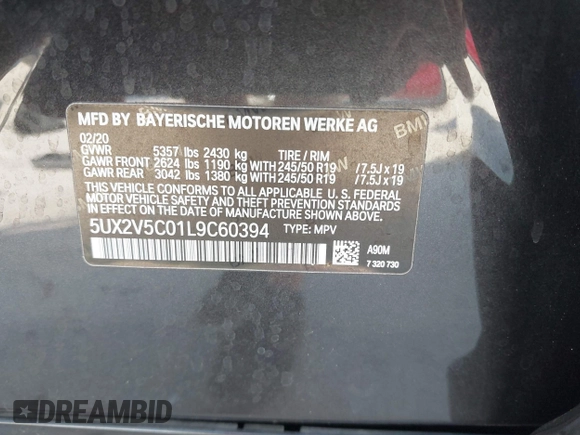 MFD BY BAYERISCHE MOTOREN WERKE AG
02/20
GVWR 5357 lbs 2430 kg TIRE / RIM
GAWR FRONT 2624 lbs 1190 kg WITH 245/50 R19 / 7.5J x 19
GAWR REAR 3042 lbs 1380 kg WITH 245/50 R19 / 7.5J x 19
THIS VEHICLE CONFORMS TO ALL APPLICABLE U. S. FEDERAL
MOTOR VEHICLE SAFETY AND THEFT PREVENTION STANDARDS
IN EFFECT ON THE DATE OF MANUFACTURE SHOWN ABOVE.
5UX2V5C01L9C60394 TYPE: MPV
A90M
7 320 730
BMW
DREAMBID